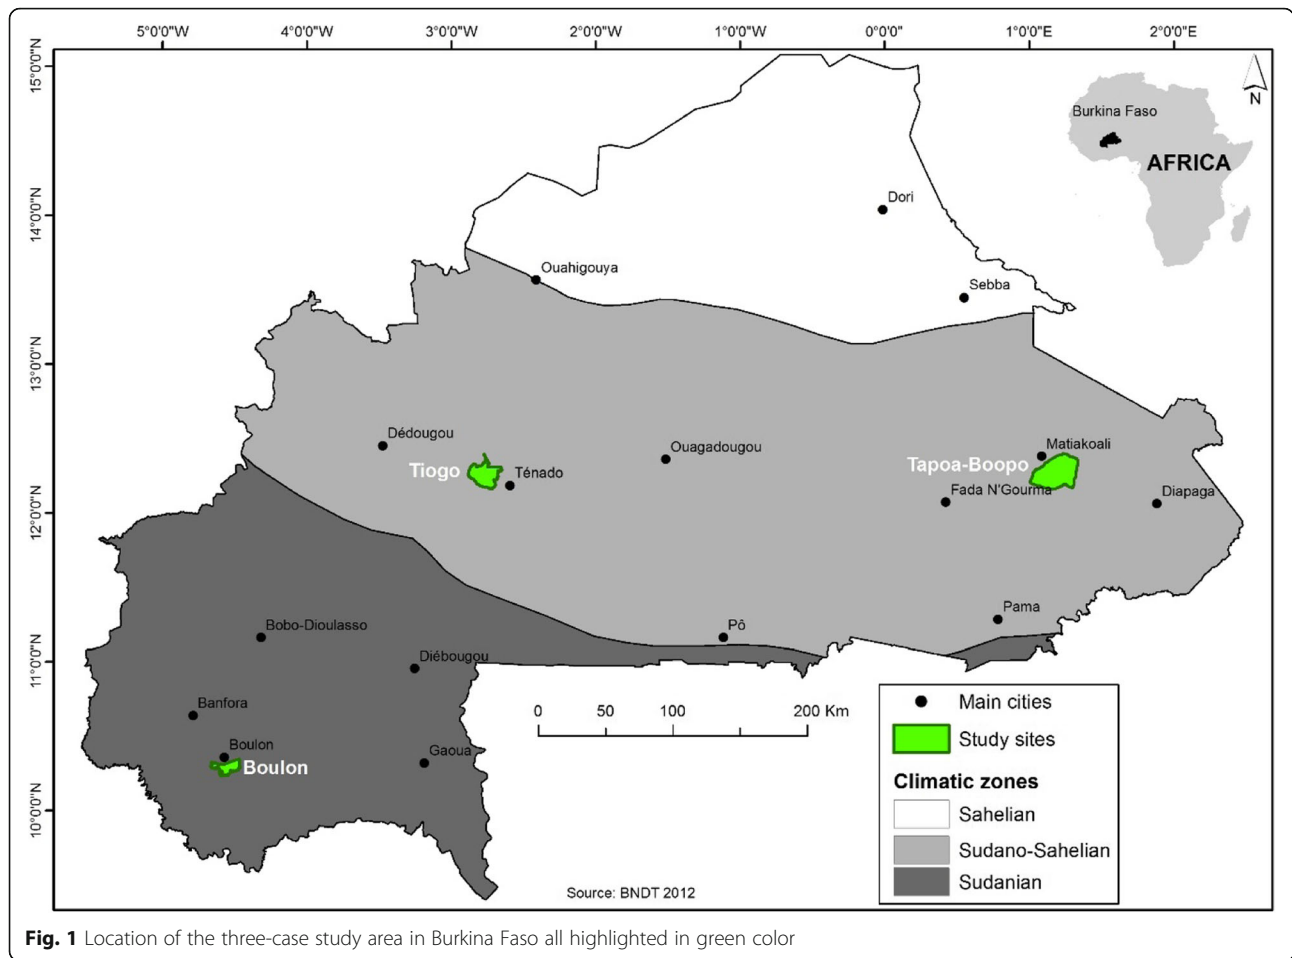 5°0'0"W 4°0'0"W 3°0'0"W 2°0'0"W 1°0'0"W 0°0'0" 1°0'0"E 2°0'0"E
15°0'0"N
14°0'0"N
13°0'0"N
12°0'0"N
11°0'0"N
10°0'0"N
N
Burkina Faso
AFRICA
Dori
Ouahigouya
Sebba
Dédougou
Ouagadougou
Matiakoali
Tiogo
Ténado
Tapoa-Boopo
Fada N'Gourma
Diapaga
Pama
Bobo-Dioulasso
Pô
Diébougou
Banfora
Boulon
Boulon
Gaoua
0 50 100 200 Km
Main cities
Study sites
Climatic zones
Sahelian
Sudano-Sahelian
Sudanian
Source: BNDT 2012
Fig. 1 Location of the three-case study area in Burkina Faso all highlighted in green color